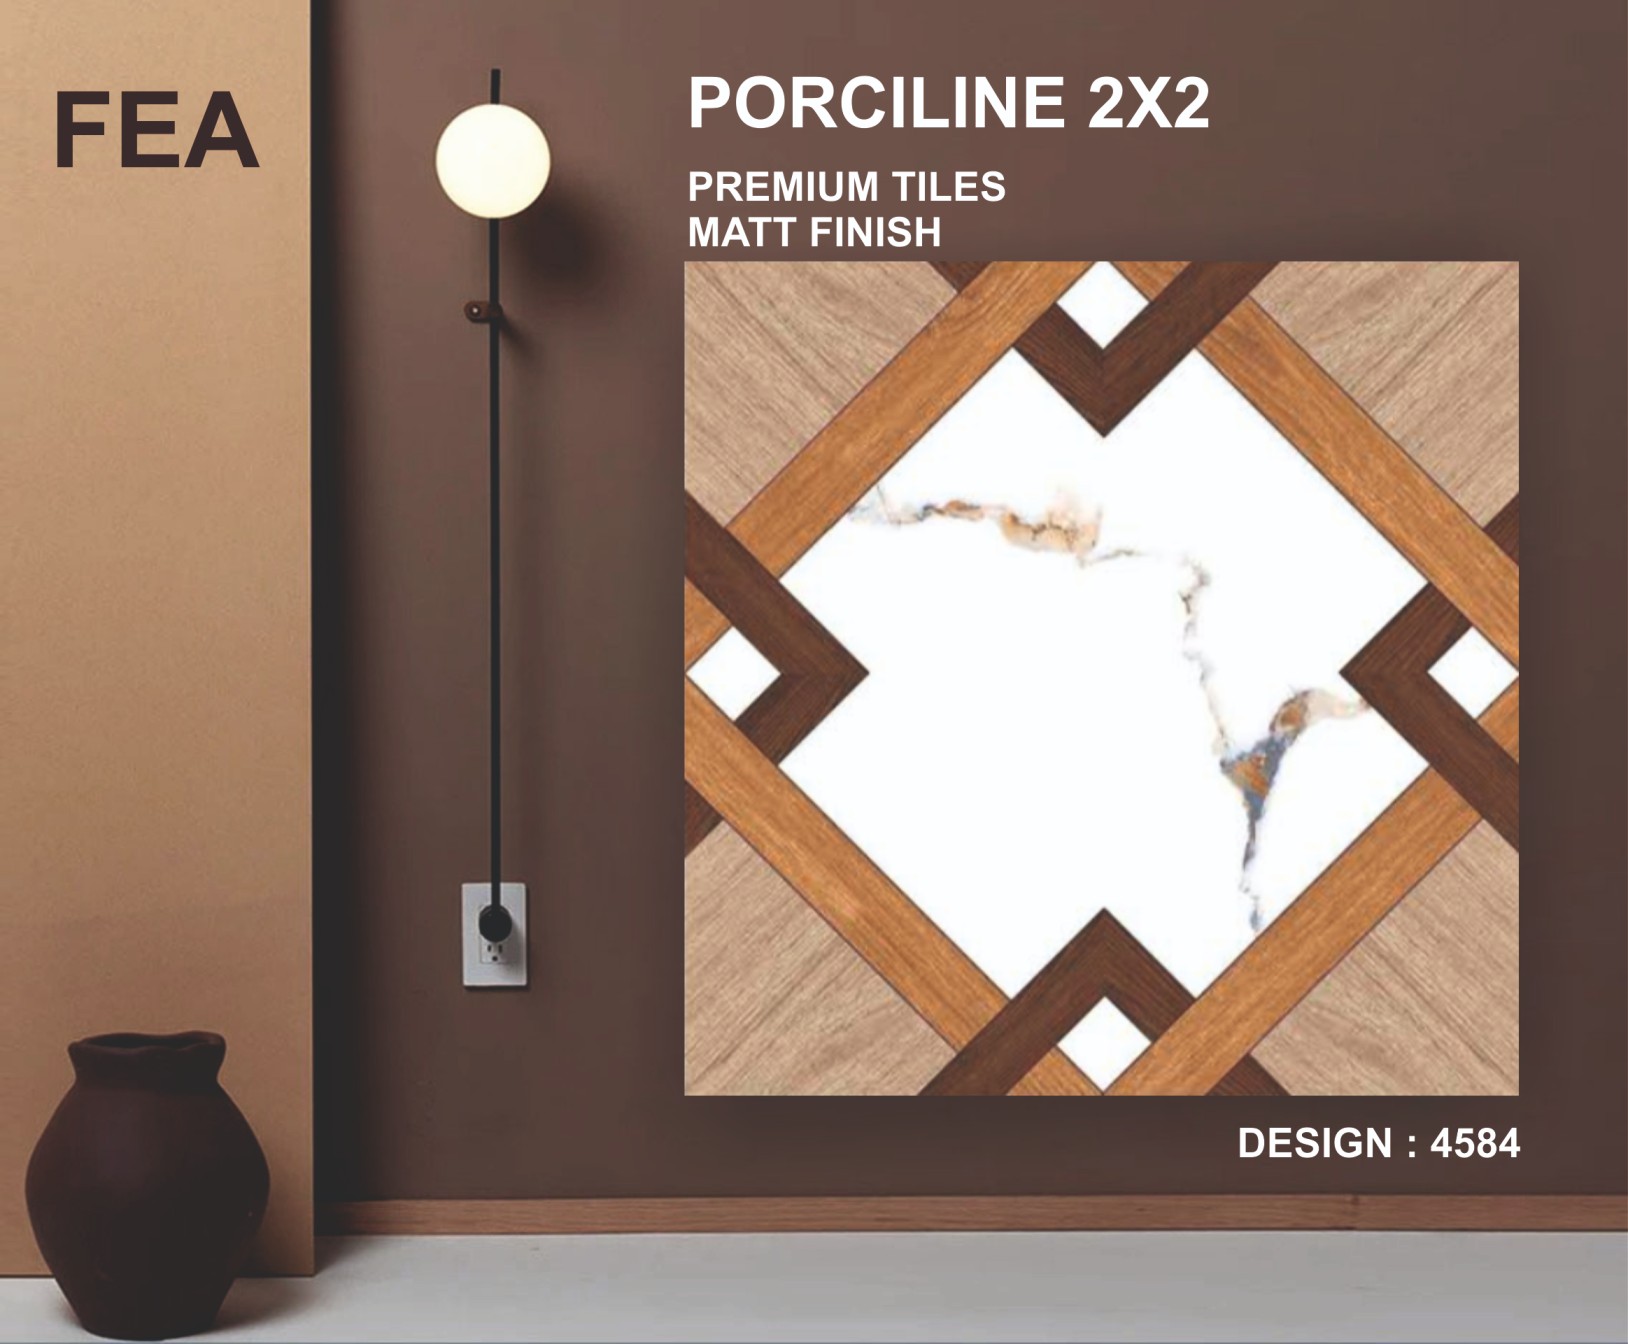 FEA
PORCILINE 2X2
PREMIUM TILES
MATT FINISH
DESIGN : 4584